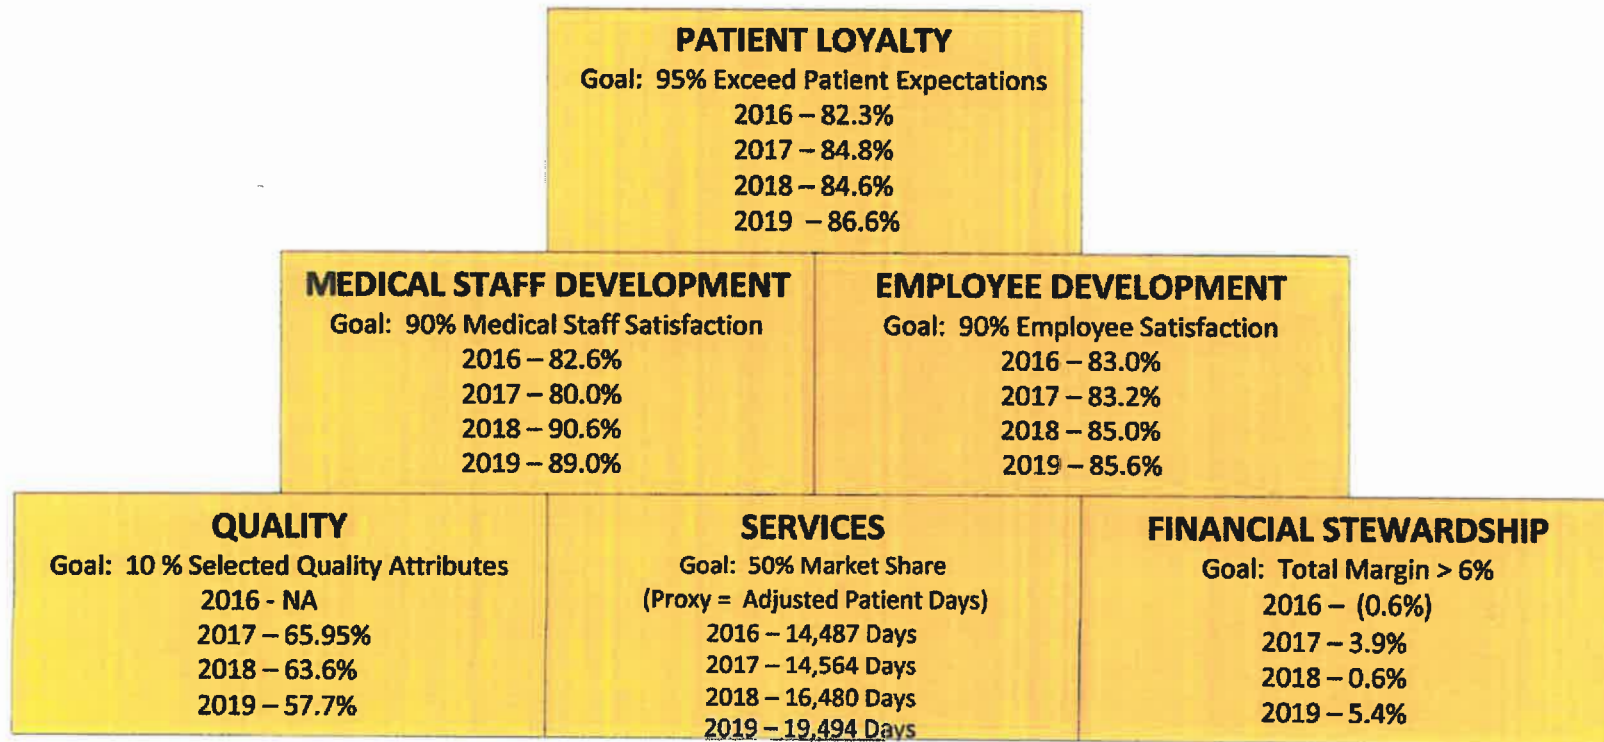 PATIENT LOYALTY
Goal: 95% Exceed Patient Expectations
2016 – 82.3%
2017 – 84.8%
2018 – 84.6%
2019 – 86.6%
MEDICAL STAFF DEVELOPMENT
Goal: 90% Medical Staff Satisfaction
2016 – 82.6%
2017 – 80.0%
2018 – 90.6%
2019 – 89.0%
EMPLOYEE DEVELOPMENT
Goal: 90% Employee Satisfaction
2016 – 83.0%
2017 – 83.2%
2018 – 85.0%
2019 – 85.6%
QUALITY
Goal: 10 % Selected Quality Attributes
2016 - NA
2017 – 65.95%
2018 – 63.6%
2019 – 57.7%
SERVICES
Goal: 50% Market Share
(Proxy = Adjusted Patient Days)
2016 – 14,487 Days
2017 – 14,564 Days
2018 – 16,480 Days
2019 – 19,494 Days
FINANCIAL STEWARDSHIP
Goal: Total Margin > 6%
2016 – (0.6%)
2017 – 3.9%
2018 – 0.6%
2019 – 5.4%